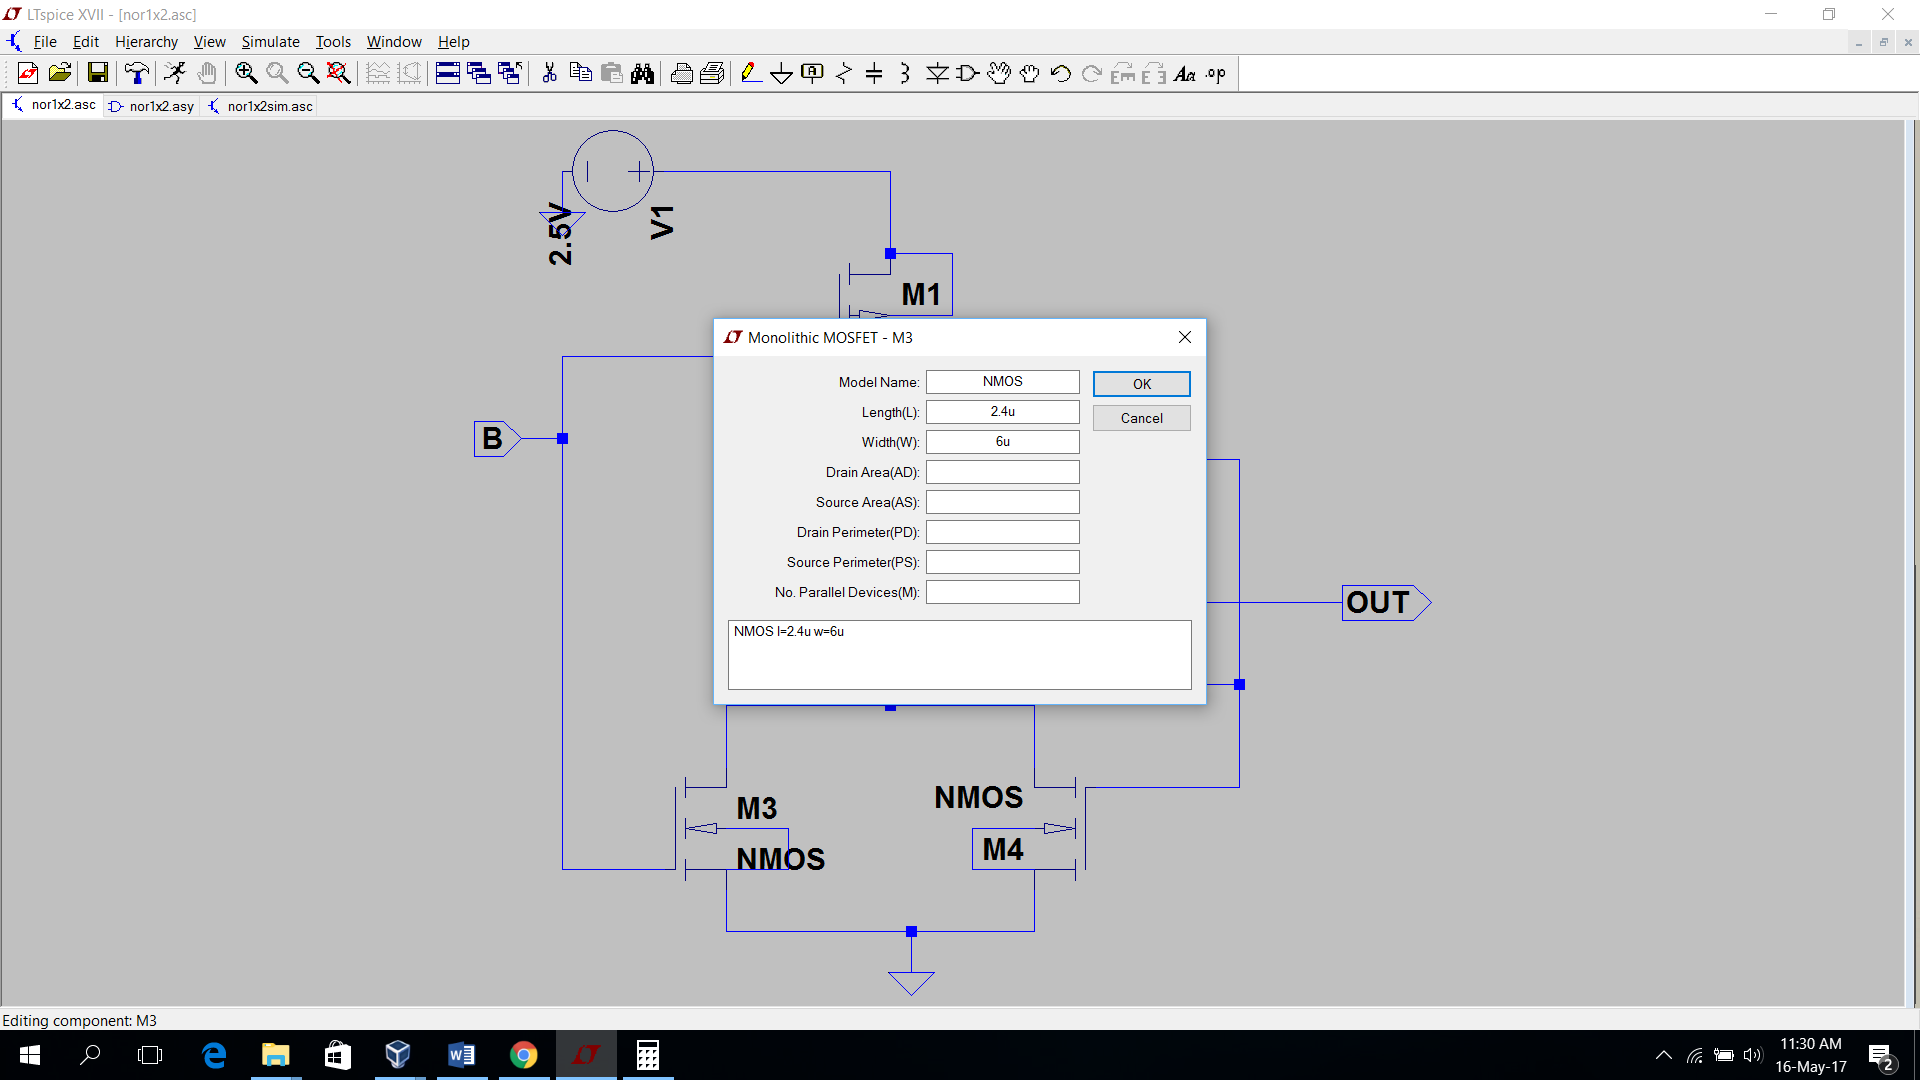 LTspice XVII - [nor1x2.asc]
File Edit Hierarchy View Simulate Tools Window Help
.op
nor1x2.asc nor1x2.asy nor1x2sim.asc
2.5V
V1
M1
Monolithic MOSFET - M3
Model Name: NMOS OK
Length(L): 2.4u Cancel
Width(W): 6u
Drain Area(AD):
Source Area(AS):
Drain Perimeter(PD):
Source Perimeter(PS):
No. Parallel Devices(M):
NMOS l=2.4u w=6u
B
OUT
M3
NMOS
NMOS
M4
Editing component: M3
11:30 AM
16-May-17
2